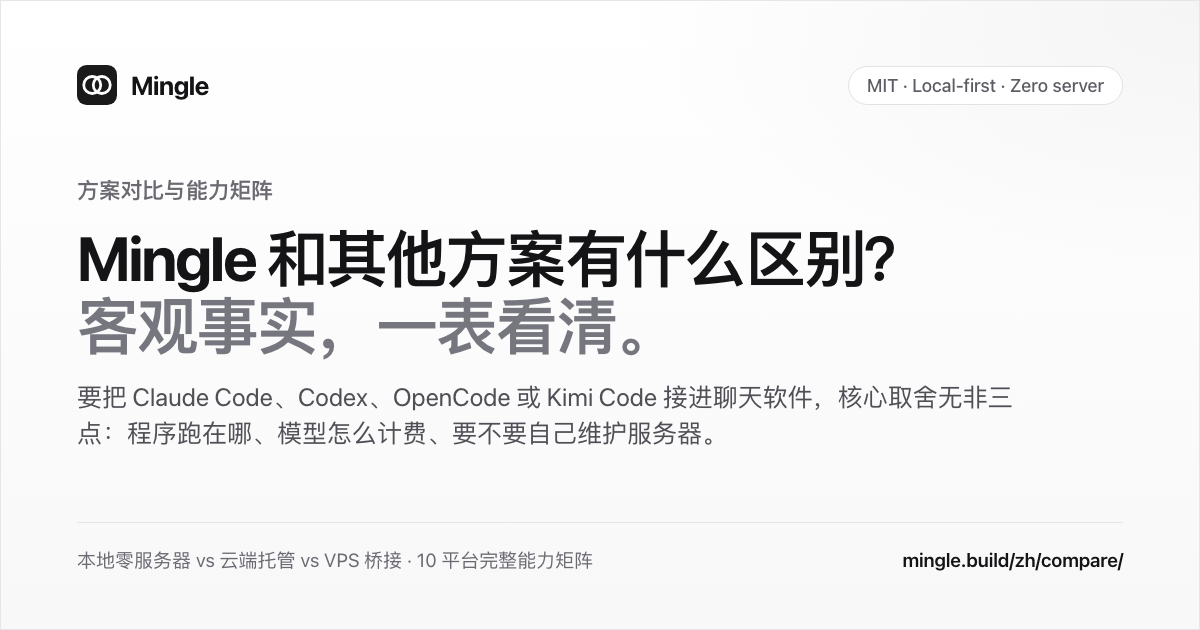 Mingle
MIT · Local-first · Zero server
方案对比与能力矩阵
Mingle 和其他方案有什么区别？
客观事实，一表看清。
要把 Claude Code、Codex、OpenCode 或 Kimi Code 接进聊天软件，核心取舍无非三
点：程序跑在哪、模型怎么计费、要不要自己维护服务器。
本地零服务器 vs 云端托管 vs VPS 桥接 · 10 平台完整能力矩阵
mingle.build/zh/compare/